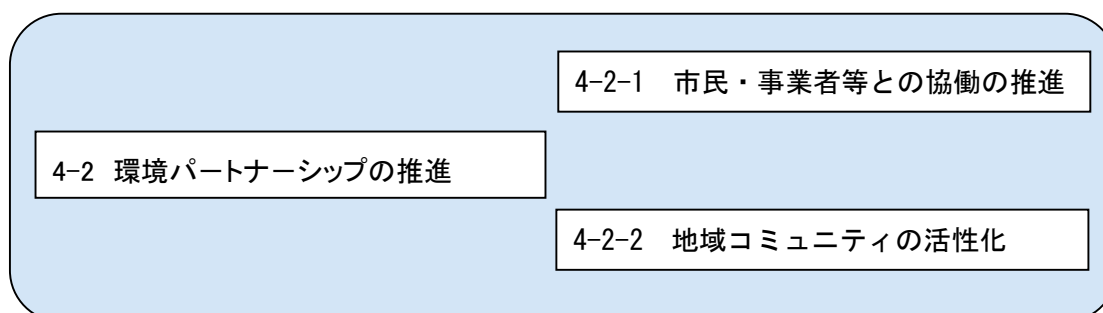 4-2-1 市民・事業者等との協働の推進
4-2 環境パートナーシップの推進
4-2-2 地域コミュニティの活性化